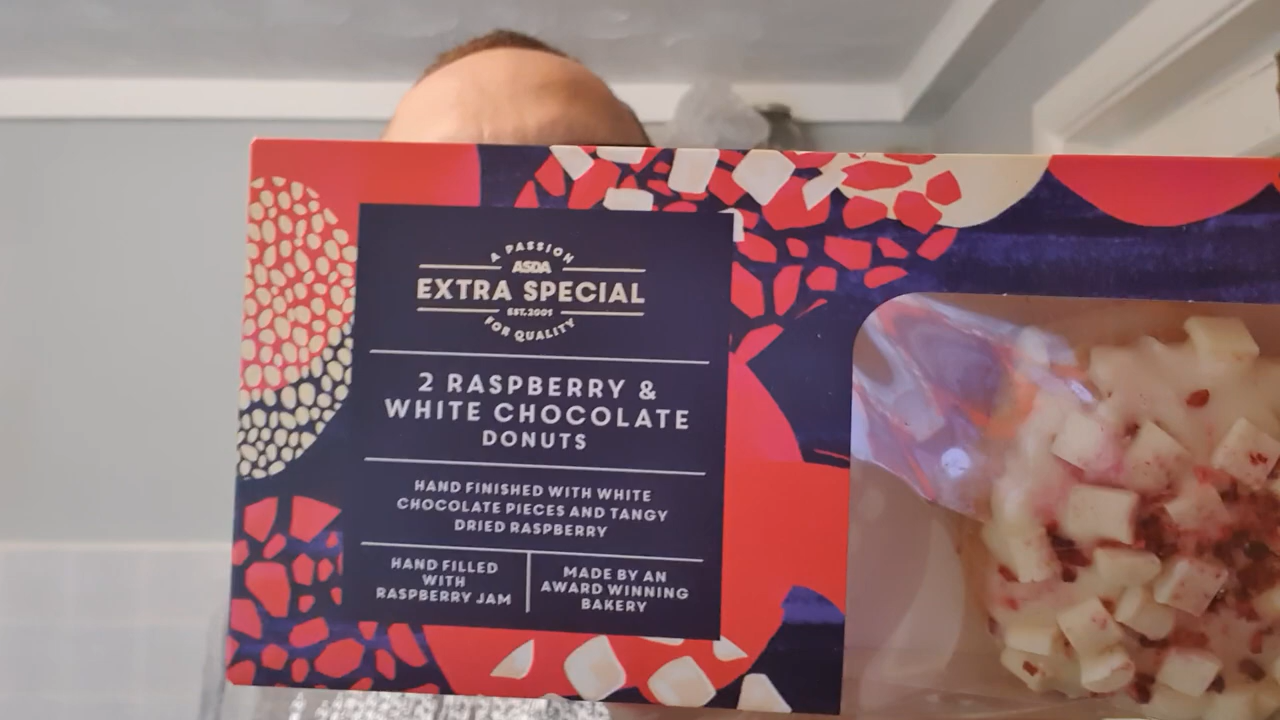 A PASSION
ASDA
EXTRA SPECIAL
EST.2001
FOR QUALITY
2 RASPBERRY &
WHITE CHOCOLATE
DONUTS
HAND FINISHED WITH WHITE
CHOCOLATE PIECES AND TANGY
DRIED RASPBERRY
HAND FILLED
WITH
RASPBERRY JAM
MADE BY AN
AWARD WINNING
BAKERY